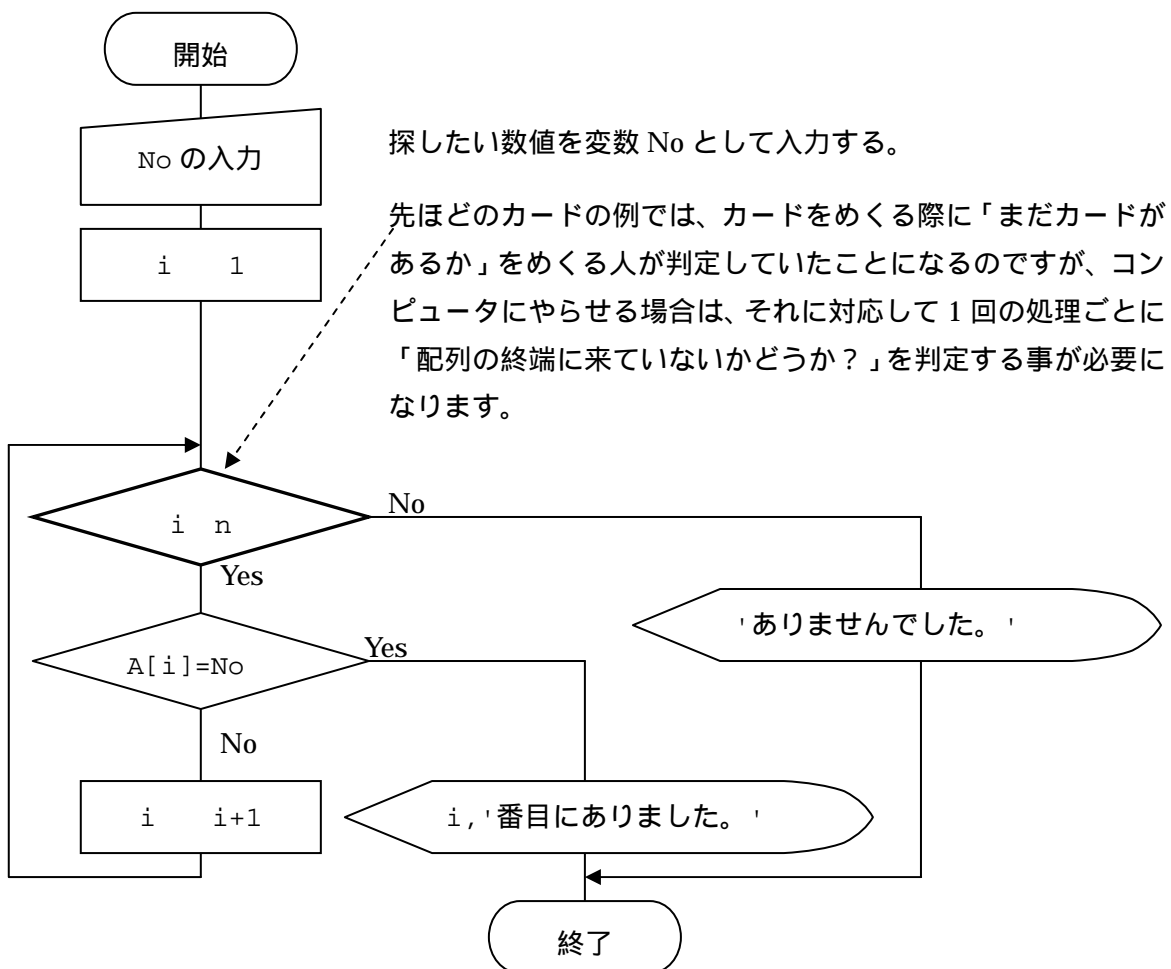 開始
No の入力
探したい数値を変数 No として入力する。
i 1
先ほどのカードの例では、カードをめくる際に「まだカードが
あるか」をめくる人が判定していたことになるのですが、コン
ピュータにやらせる場合は、それに対応して 1 回の処理ごとに
「配列の終端に来ていないかどうか?」を判定する事が必要に
なります。
i n
No
Yes
'ありませんでした。'
A[i]=No
Yes
No
i i+1
i,'番目にありました。'
終了